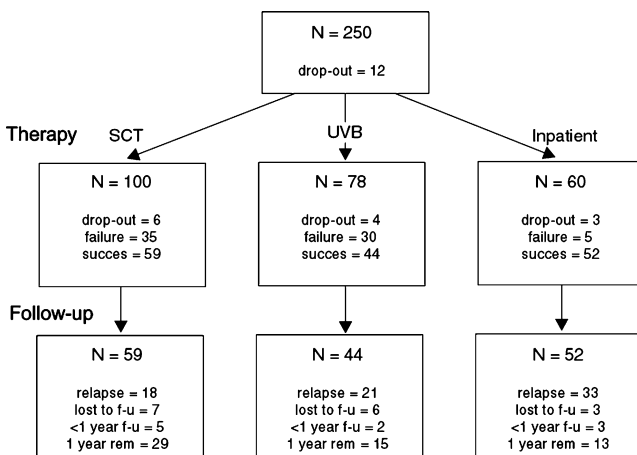 N = 250
drop-out = 12
Therapy
SCT
UVB
Inpatient
N = 100
drop-out = 6
failure = 35
succes = 59
N = 78
drop-out = 4
failure = 30
succes = 44
N = 60
drop-out = 3
failure = 5
succes = 52
Follow-up
N = 59
relapse = 18
lost to f-u = 7
<1 year f-u = 5
1 year rem = 29
N = 44
relapse = 21
lost to f-u = 6
<1 year f-u = 2
1 year rem = 15
N = 52
relapse = 33
lost to f-u = 3
<1 year f-u = 3
1 year rem = 13